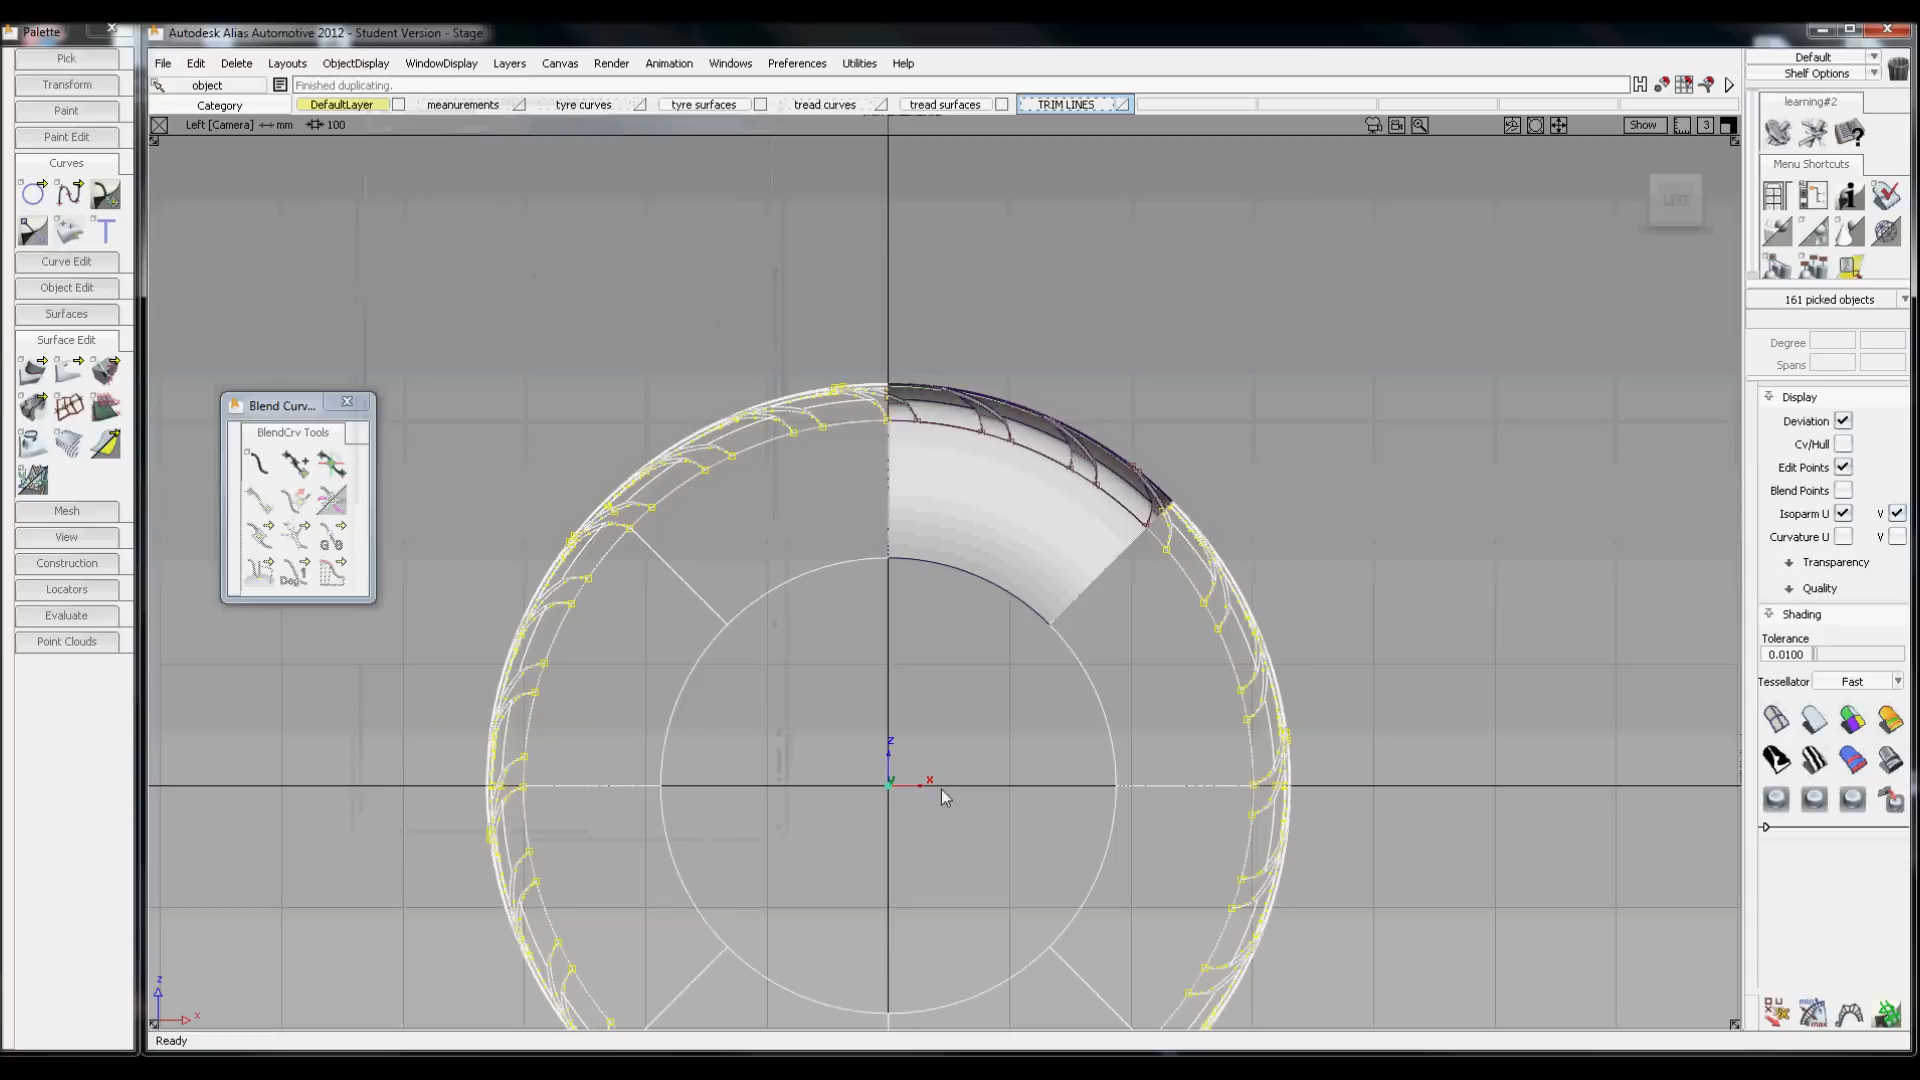 Palette
Autodesk Alias Automotive 2012 - Student Version - Stage
File Edit Delete Layouts ObjectDisplay WindowDisplay Layers Canvas Render Animation Windows Preferences Utilities Help
object
Finished duplicating.
Category
DefaultLayer meanurements tyre curves tyre surfaces tread curves tread surfaces TRIM LINES
Left [Camera] mm 100
Show
3
Pick
Transform
Paint
Paint Edit
Curves
T
Curve Edit
Object Edit
Surfaces
Surface Edit
Mesh
View
Construction
Locators
Evaluate
Point Clouds
Blend Curv...
BlendCrv Tools
Default
Shelf Options
learning#2
Menu Shortcuts
161 picked objects
Degree
Spans
Display
Deviation
Cv/Hull
Edit Points
Blend Points
Isoparm U V
Curvature U V
Transparency
Quality
Shading
Tolerance
0.0100
Tessellator Fast
z
y
x
z
x
Ready